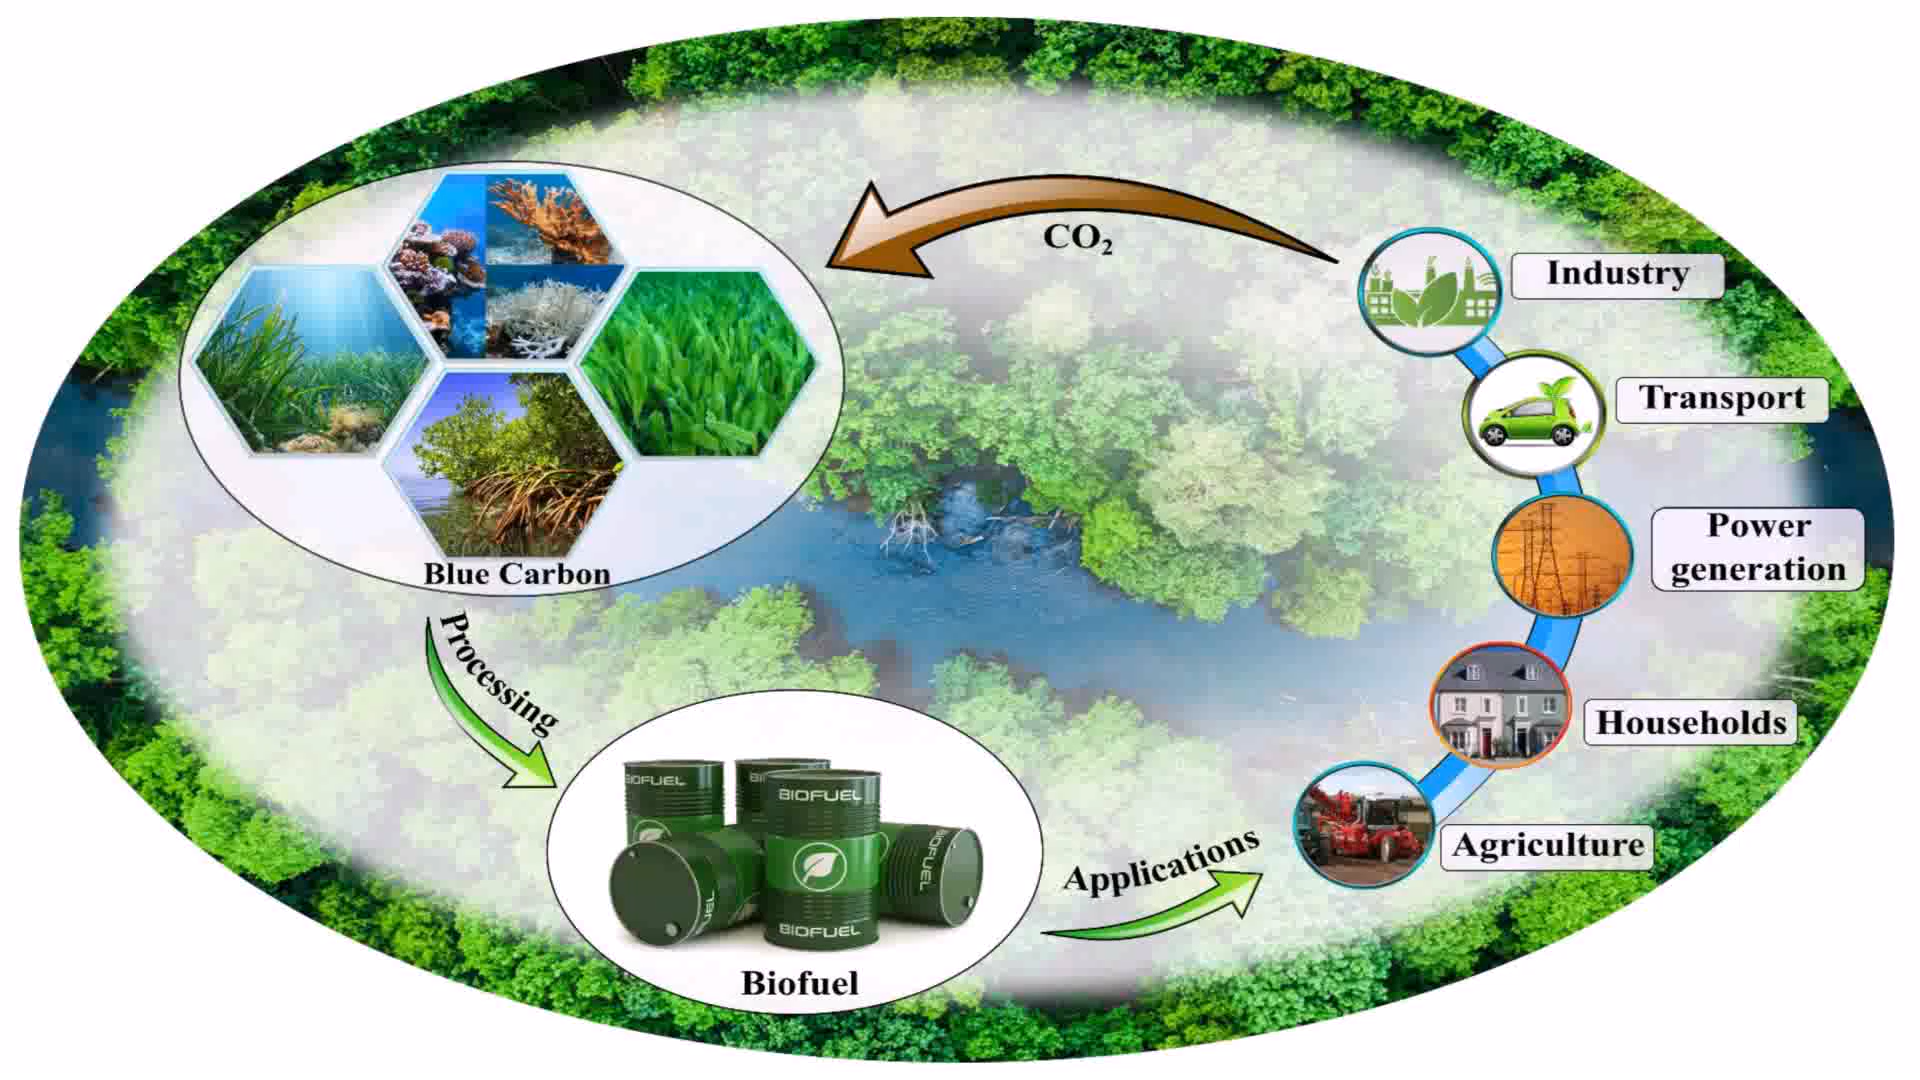 CO₂
Industry
Transport
Power
generation
Households
Agriculture
Blue Carbon
Processing
BIOFUEL
BIOFUEL
BIOFUEL
BIOFUEL
Biofuel
Applications